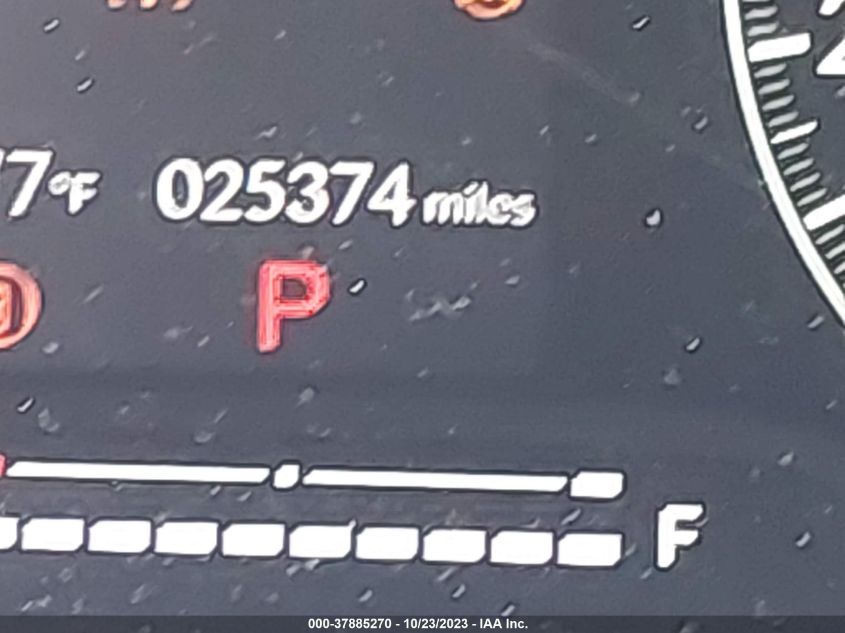 7°F 025374 miles
P
F
000-37885270 - 10/23/2023 - IAA Inc.